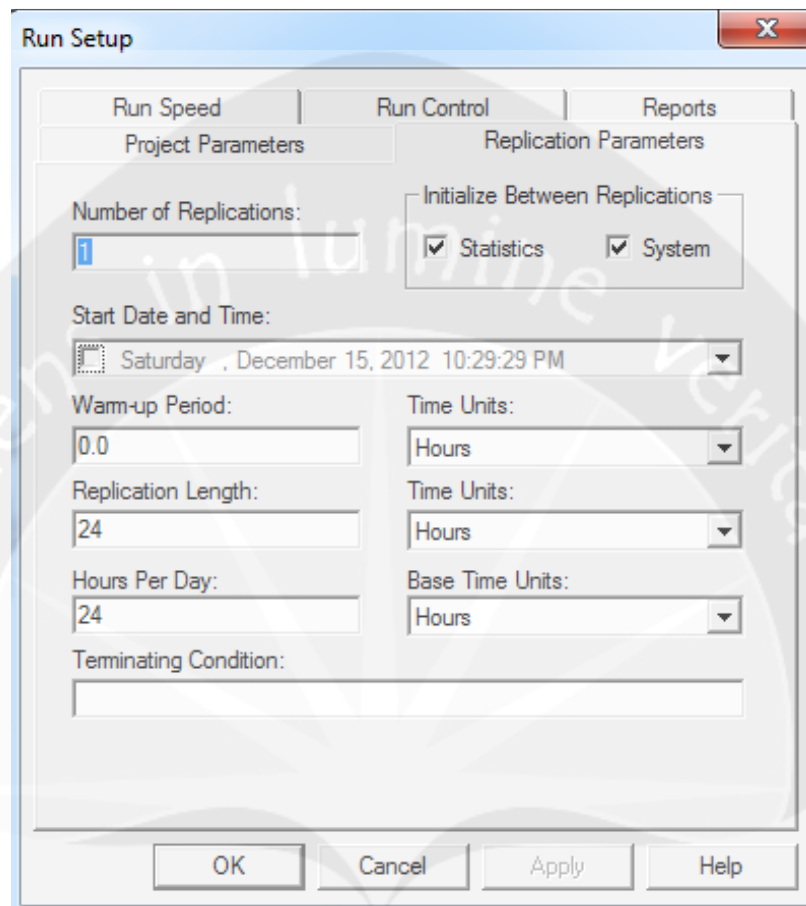 Run Setup
Run Speed Run Control Reports
Project Parameters Replication Parameters
Number of Replications:
1
Initialize Between Replications
Statistics System
Start Date and Time:
Saturday , December 15, 2012 10:29:29 PM
Warm-up Period: Time Units:
0.0 Hours
Replication Length: Time Units:
24 Hours
Hours Per Day: Base Time Units:
24 Hours
Terminating Condition:
OK Cancel Apply Help
in lumine